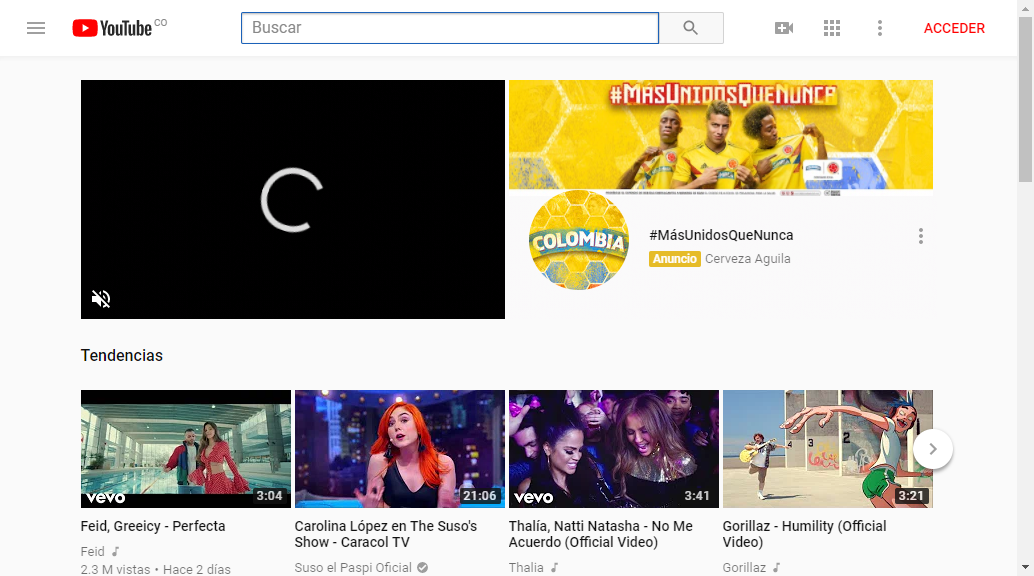 YouTube CO
Buscar
ACCEDER
#MÁSUNIDOSQUENUNCA
COLOMBIA
#MásUnidosQueNunca
Anuncio Cerveza Aguila
Tendencias
vevo 3:04
21:06
vevo 3:41
2
3
4
3:21
Feid, Greeicy - Perfecta
Feid
2.3 M vistas • Hace 2 días
Carolina López en The Suso's
Show - Caracol TV
Suso el Paspi Oficial
Thalía, Natti Natasha - No Me
Acuerdo (Official Video)
Thalia
Gorillaz - Humility (Official
Video)
Gorillaz